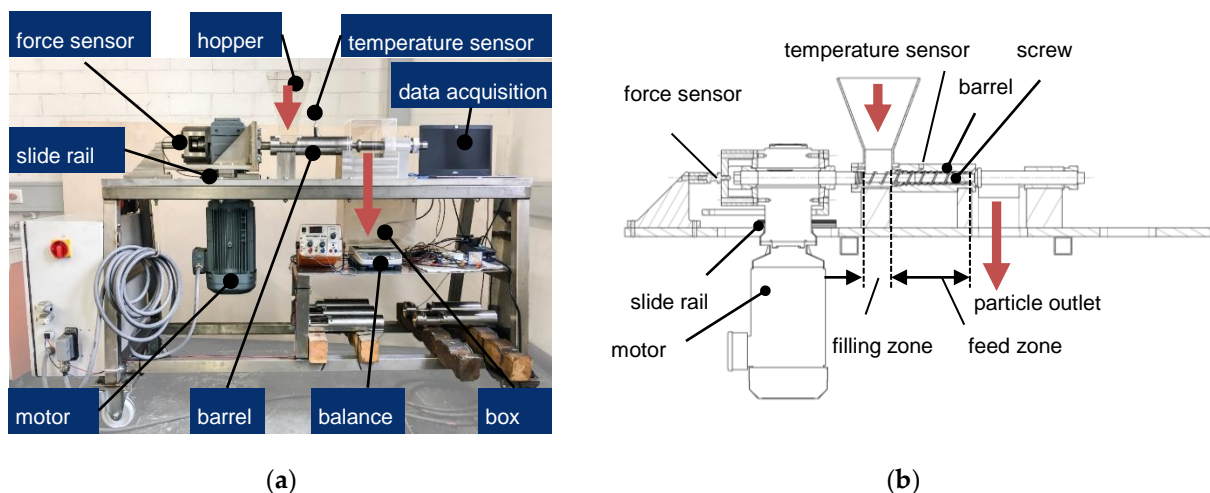 force sensor
hopper
temperature sensor
data acquisition
slide rail
motor
barrel
balance
box
(a)
temperature sensor
screw
force sensor
barrel
slide rail
particle outlet
motor
filling zone
feed zone
(b)